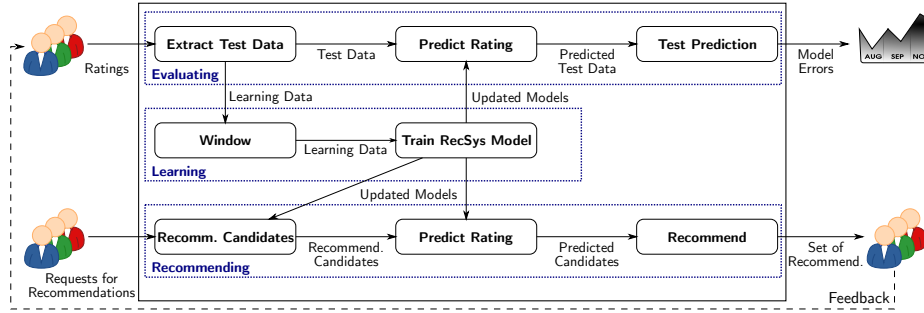 Extract Test Data
Test Data
Predict Rating
Predicted
Test Data
Test Prediction
Model
Errors
AUG SEP NO
Ratings
Evaluating
Learning Data
Updated Models
Window
Learning Data
Train RecSys Model
Learning
Updated Models
Requests for
Recommendations
Recomm. Candidates
Recommend.
Candidates
Predict Rating
Predicted
Candidates
Recommend
Set of
Recommend.
Recommending
Feedback